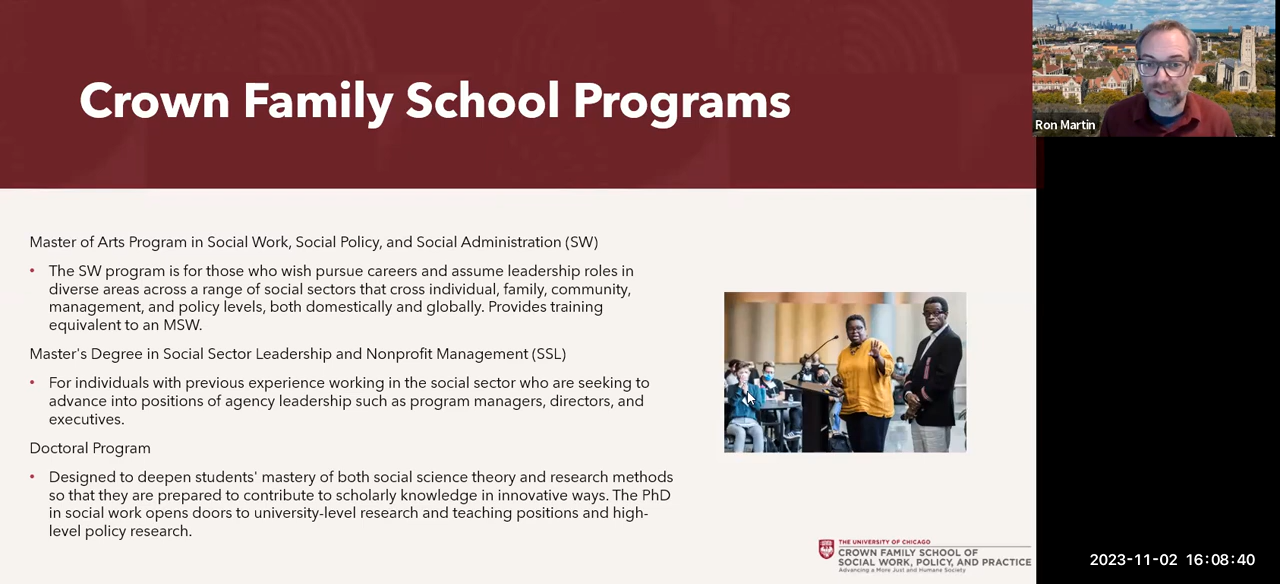 Crown Family School Programs
Ron Martin
Master of Arts Program in Social Work, Social Policy, and Social Administration (SW)
• The SW program is for those who wish pursue careers and assume leadership roles in
diverse areas across a range of social sectors that cross individual, family, community,
management, and policy levels, both domestically and globally. Provides training
equivalent to an MSW.
Master's Degree in Social Sector Leadership and Nonprofit Management (SSL)
• For individuals with previous experience working in the social sector who are seeking to
advance into positions of agency leadership such as program managers, directors, and
executives.
Doctoral Program
• Designed to deepen students' mastery of both social science theory and research methods
so that they are prepared to contribute to scholarly knowledge in innovative ways. The PhD
in social work opens doors to university-level research and teaching positions and high-
level policy research.
THE UNIVERSITY OF CHICAGO
CROWN FAMILY SCHOOL OF
SOCIAL WORK, POLICY, AND PRACTICE
Advancing a More Just and Humane Society
2023-11-02 16:08:40